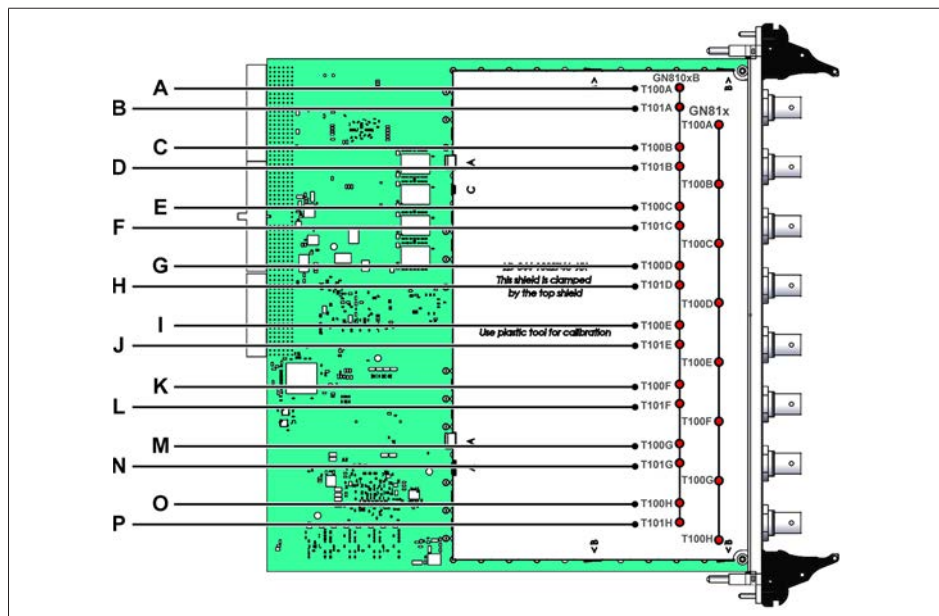 GN810xB
A T100A
B T101A
GN81x
T100A
C T100B
D T101B
T100B
E T100C
F T101C
T100C
G T100D
H T101D
This shield is clamped
by the top shield
T100D
I T100E
J T101E
Use plastic tool for calibration
T100E
K T100F
L T101F
T100F
M T100G
N T101G
T100G
O T100H
P T101H
T100H
A
C
A
<B
<B
B>